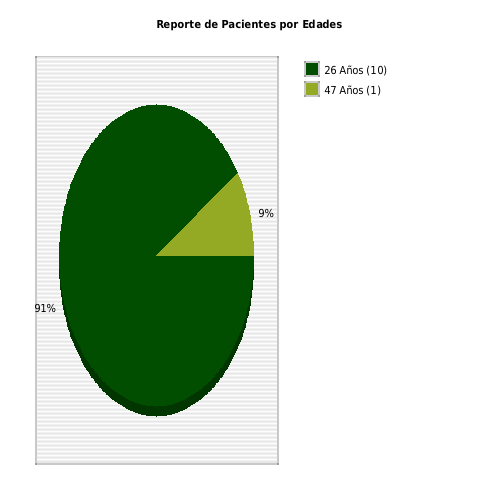 Reporte de Pacientes por Edades
26 Años (10)
47 Años (1)
9%
91%